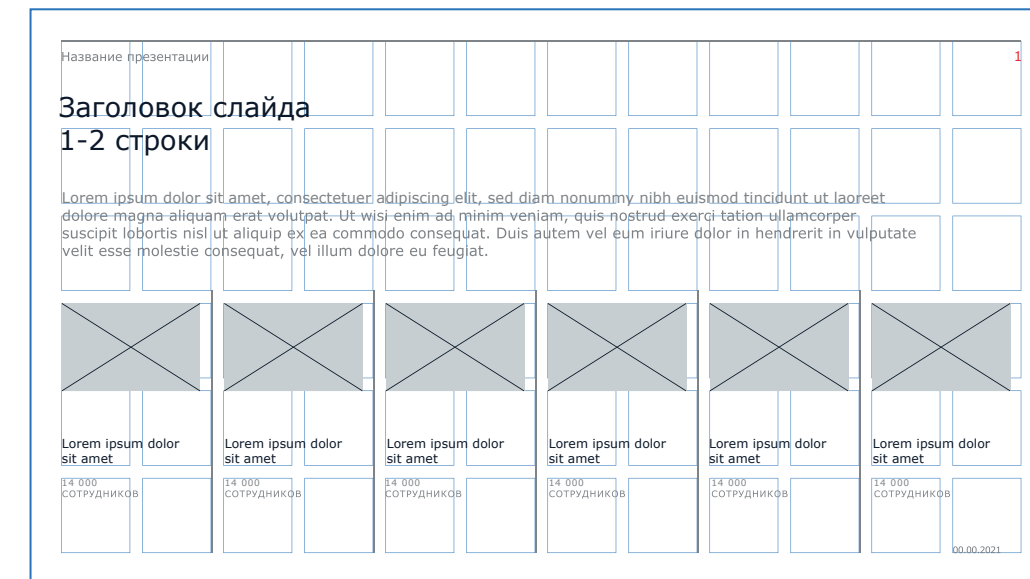 Название презентации
1
Заголовок слайда
1-2 строки
Lorem ipsum dolor sit amet, consectetuer adipiscing elit, sed diam nonummy nibh euismod tincidunt ut laoreet
dolore magna aliquam erat volutpat. Ut wisi enim ad minim veniam, quis nostrud exerci tation ullamcorper
suscipit lobortis nisl ut aliquip ex ea commodo consequat. Duis autem vel eum iriure dolor in hendrerit in vulputate
velit esse molestie consequat, vel illum dolore eu feugiat.
Lorem ipsum dolor
sit amet
14 000
СОТРУДНИКОВ
Lorem ipsum dolor
sit amet
14 000
СОТРУДНИКОВ
Lorem ipsum dolor
sit amet
14 000
СОТРУДНИКОВ
Lorem ipsum dolor
sit amet
14 000
СОТРУДНИКОВ
Lorem ipsum dolor
sit amet
14 000
СОТРУДНИКОВ
Lorem ipsum dolor
sit amet
14 000
СОТРУДНИКОВ
00.00.2021